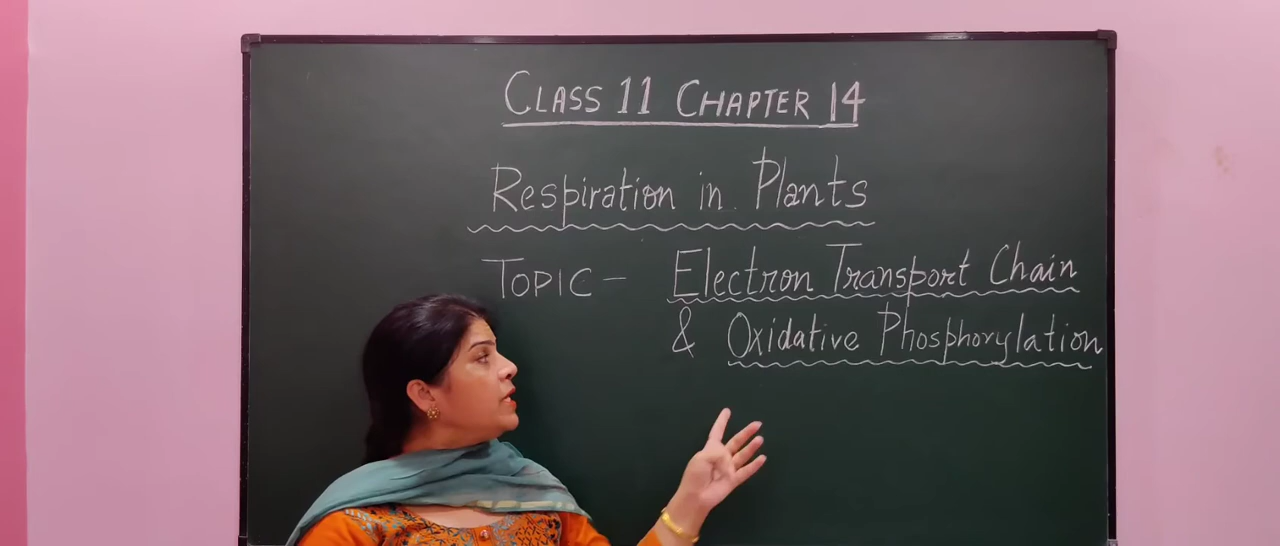 CLASS 11 CHAPTER 14
Respiration in Plants
TOPIC - Electron Transport Chain
& Oxidative Phosphorylation